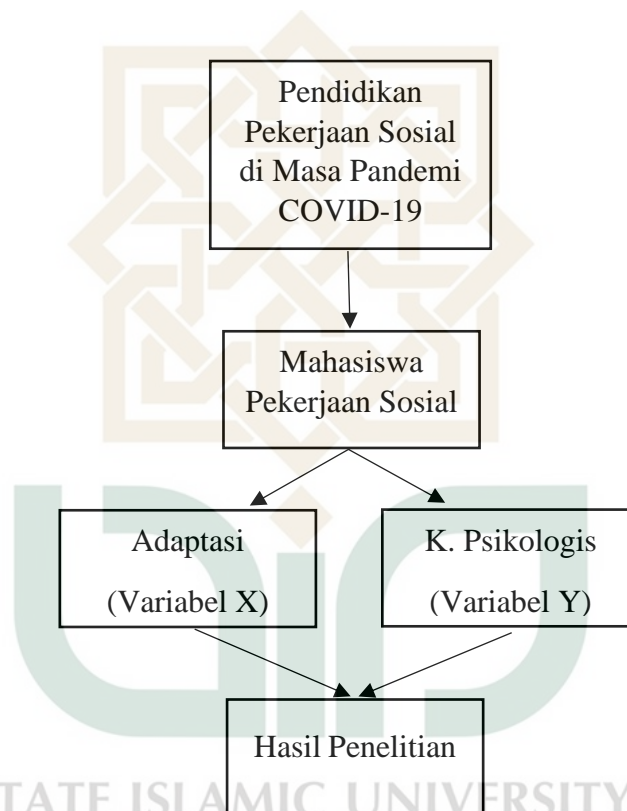 Pendidikan
Pekerjaan Sosial
di Masa Pandemi
COVID-19
Mahasiswa
Pekerjaan Sosial
Adaptasi
(Variabel X)
K. Psikologis
(Variabel Y)
Hasil Penelitian
TATE ISLAMIC UNIVERSITY